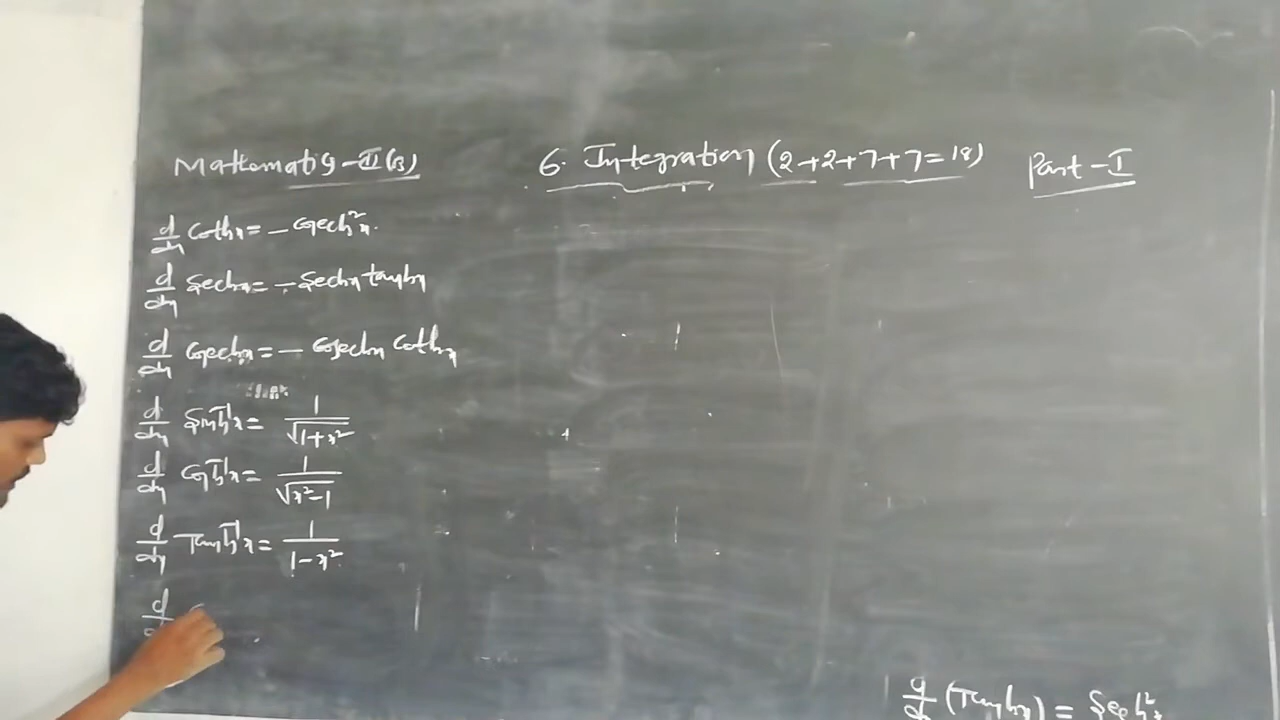 Mathematics-II(B)
6. Integration (2+2+7+7=18)
Part-I
d/dx Cothx = -Cosech²x.
d/dx Sechx = -Sechx tanhx
d/dx Cosechx = -Cosechx Cothx
d/dx Sinh⁻¹x = 1/√(1+x²)
d/dx Cosh⁻¹x = 1/√(x²-1)
d/dx Tanh⁻¹x = 1/(1-x²)
d/dx
d/dx (Tanhx) = Sech²x